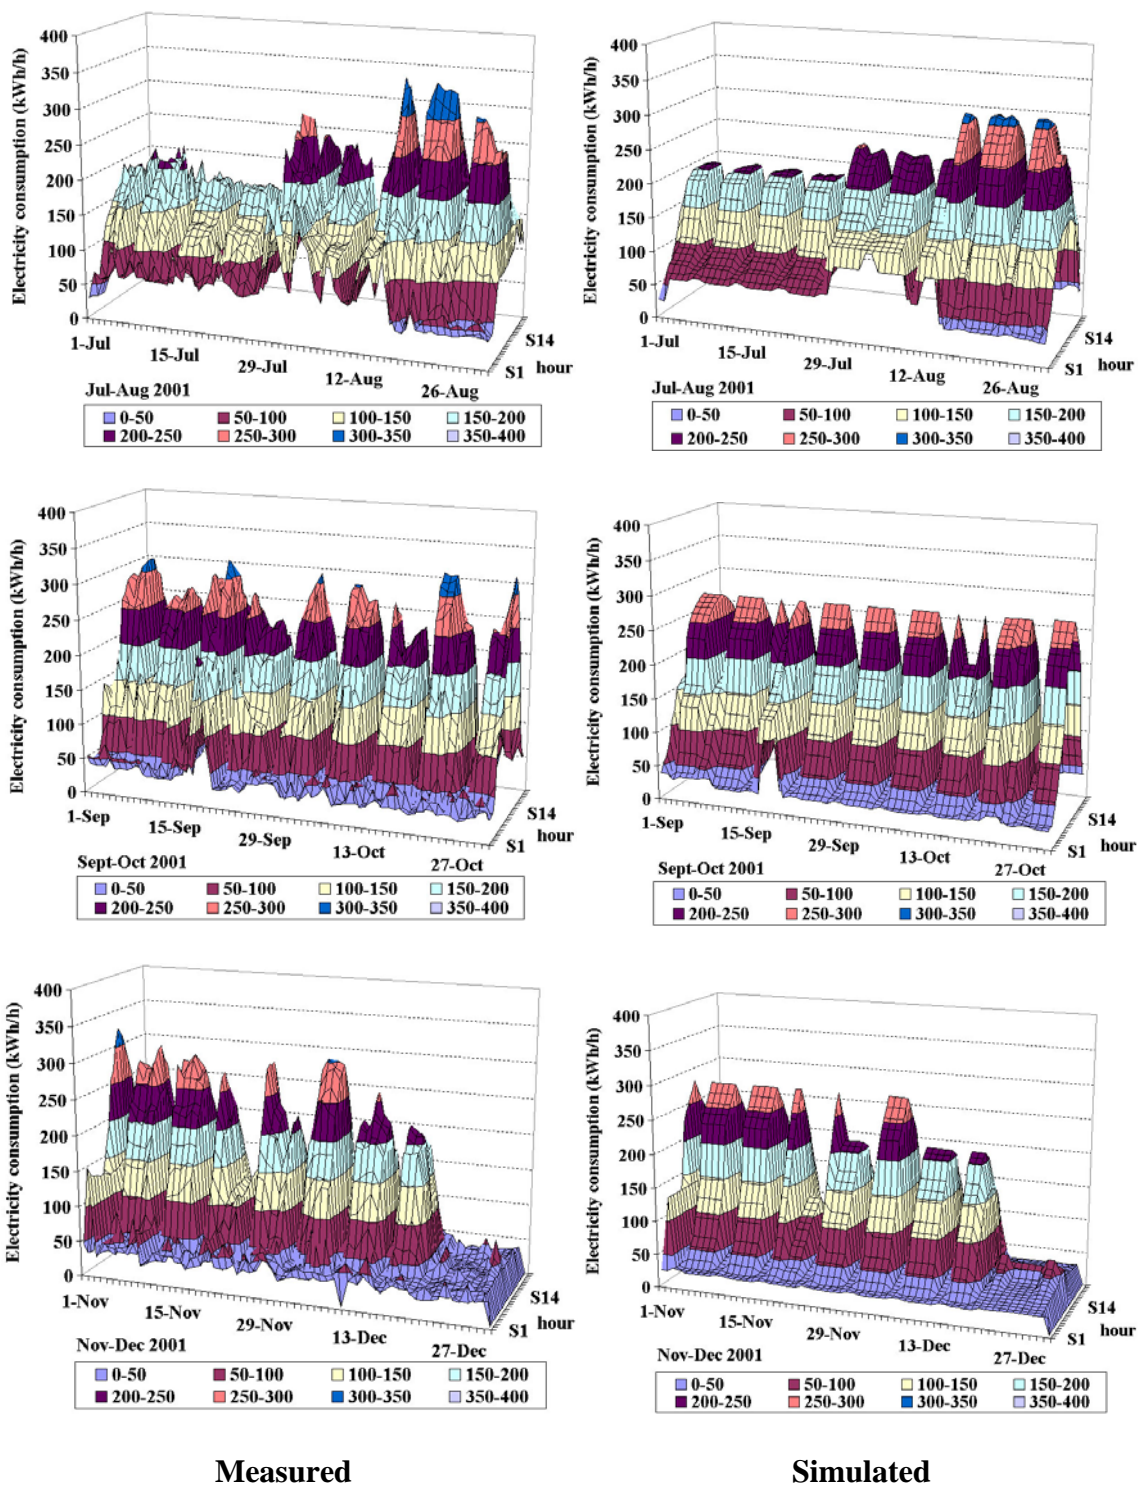 Electricity consumption (kWh/h)
400
350
300
250
200
150
100
50
0
1-Jul
15-Jul
29-Jul
12-Aug
26-Aug
S1
S14
hour
Jul-Aug 2001
0-50 50-100 100-150 150-200
200-250 250-300 300-350 350-400
Electricity consumption (kWh/h)
400
350
300
250
200
150
100
50
0
1-Jul
15-Jul
29-Jul
12-Aug
26-Aug
S1
S14
hour
Jul-Aug 2001
0-50 50-100 100-150 150-200
200-250 250-300 300-350 350-400
Electricity consumption (kWh/h)
400
350
300
250
200
150
100
50
0
1-Sep
15-Sep
29-Sep
13-Oct
27-Oct
S1
S14
hour
Sept-Oct 2001
0-50 50-100 100-150 150-200
200-250 250-300 300-350 350-400
Electricity consumption (kWh/h)
400
350
300
250
200
150
100
50
0
1-Sep
15-Sep
29-Sep
13-Oct
27-Oct
S1
S14
hour
Sept-Oct 2001
0-50 50-100 100-150 150-200
200-250 250-300 300-350 350-400
Electricity consumption (kWh/h)
400
350
300
250
200
150
100
50
0
1-Nov
15-Nov
29-Nov
13-Dec
27-Dec
S1
S14
hour
Nov-Dec 2001
0-50 50-100 100-150 150-200
200-250 250-300 300-350 350-400
Electricity consumption (kWh/h)
400
350
300
250
200
150
100
50
0
1-Nov
15-Nov
29-Nov
13-Dec
27-Dec
S1
S14
hour
Nov-Dec 2001
0-50 50-100 100-150 150-200
200-250 250-300 300-350 350-400
Measured
Simulated